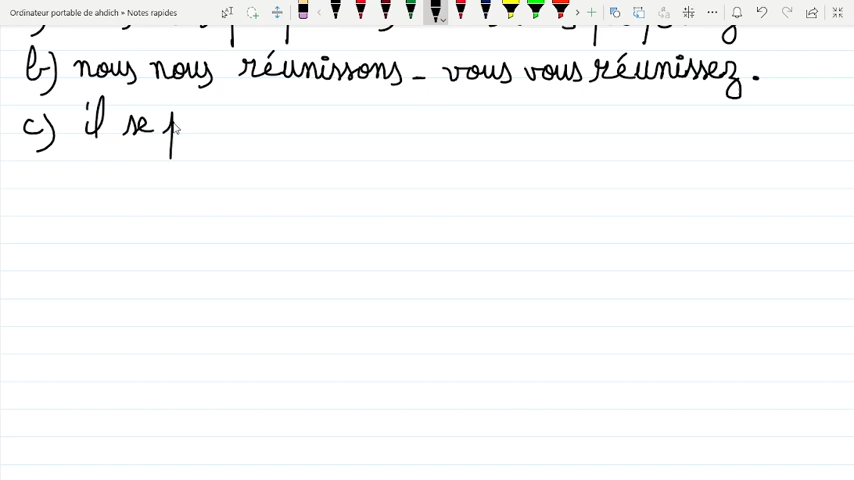 Ordinateur portable de ahdich » Notes rapides
b) nous nous réunissons - vous vous réunissez.
c) il se p